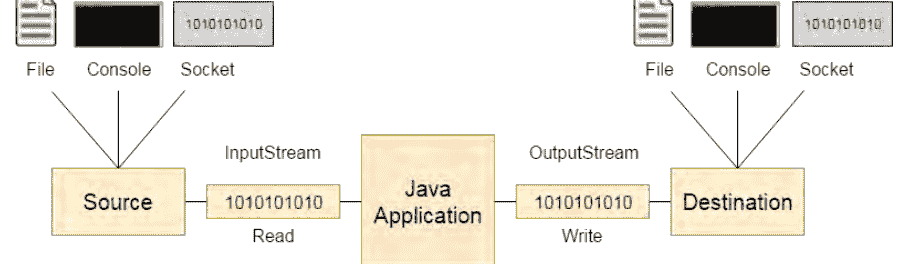 1010101010
1010101010
File Console Socket
File Console Socket
InputStream
OutputStream
Source
1010101010
Java
Application
1010101010
Destination
Read
Write